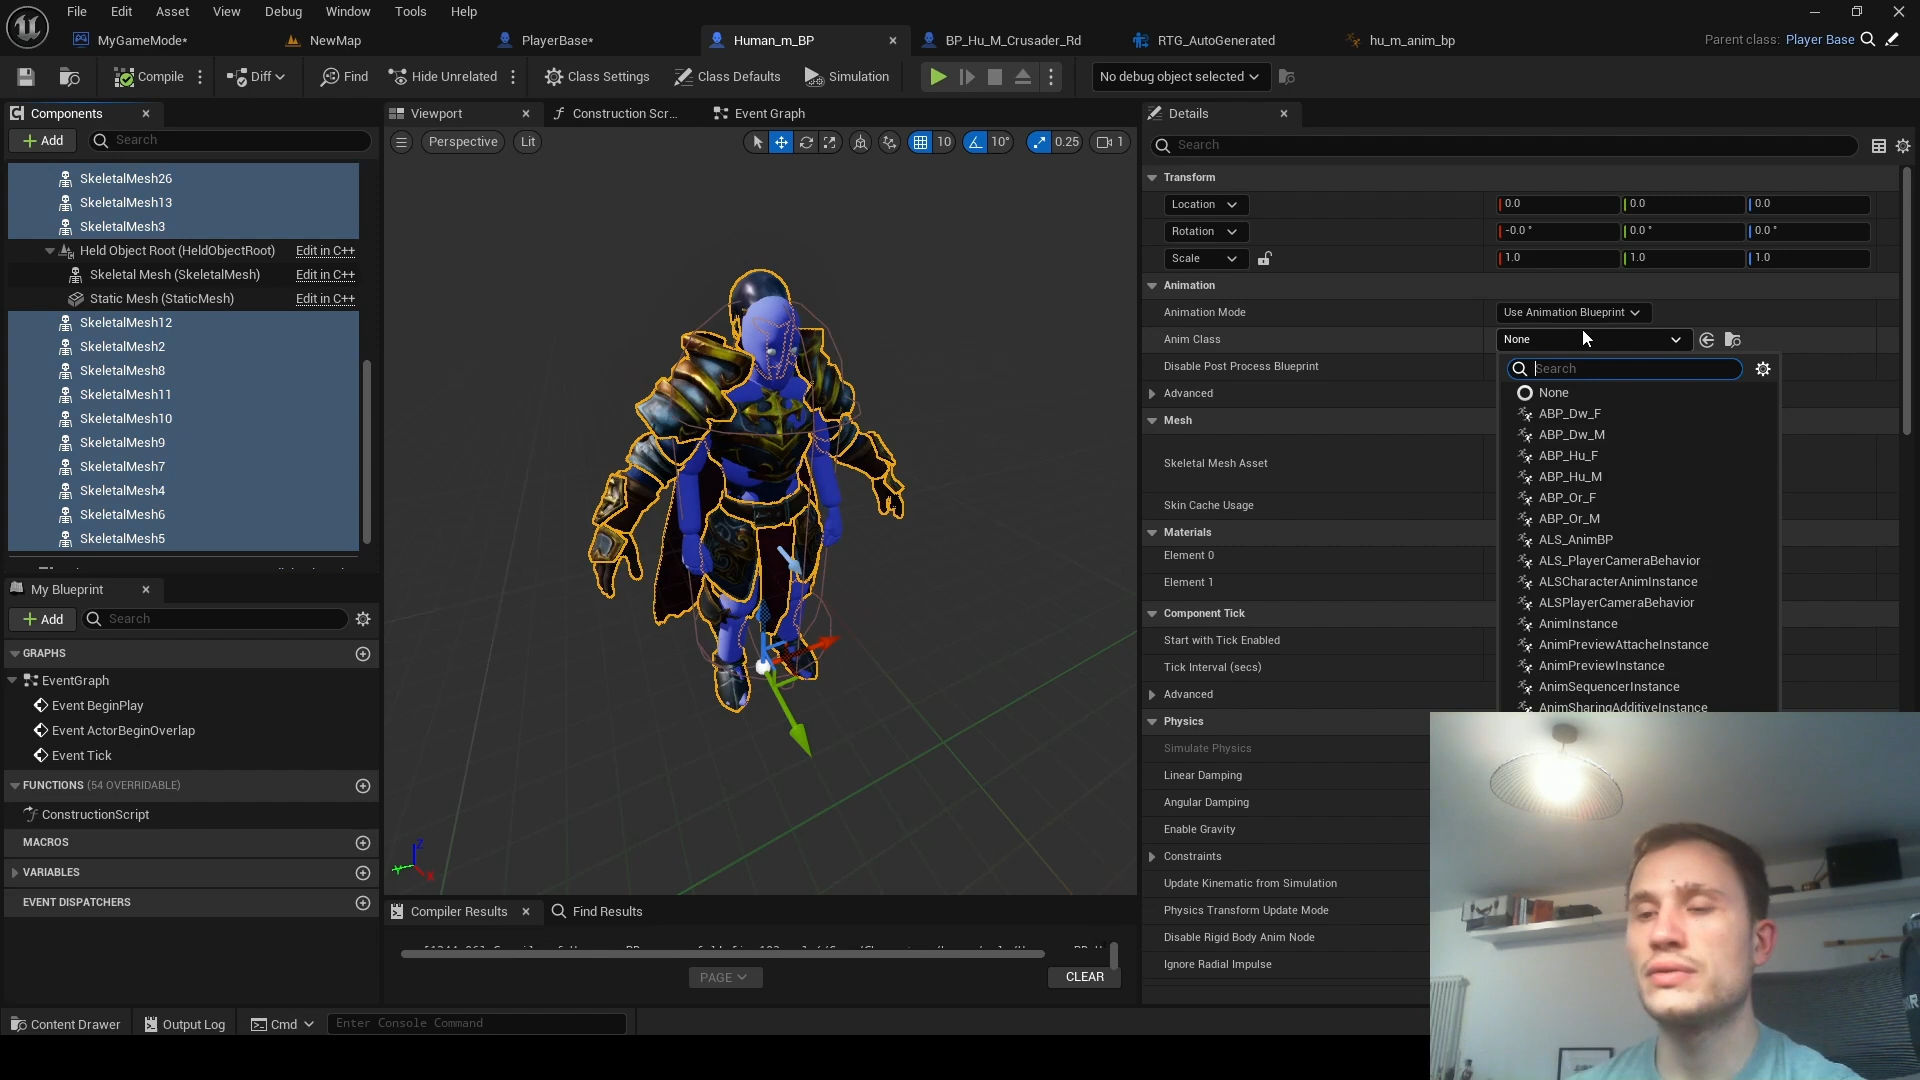 File Edit Asset View Debug Window Tools Help
MyGameMode* NewMap PlayerBase* Human_m_BP BP_Hu_M_Crusader_Rd RTG_AutoGenerated hu_m_anim_bp Parent class: Player Base
Compile Diff Find Hide Unrelated Class Settings Class Defaults Simulation No debug object selected
Components
Add Search
SkeletalMesh26
SkeletalMesh13
SkeletalMesh3
Held Object Root (HeldObjectRoot) Edit in C++
Skeletal Mesh (SkeletalMesh) Edit in C++
Static Mesh (StaticMesh) Edit in C++
SkeletalMesh12
SkeletalMesh2
SkeletalMesh8
SkeletalMesh11
SkeletalMesh10
SkeletalMesh9
SkeletalMesh7
SkeletalMesh4
SkeletalMesh6
SkeletalMesh5
My Blueprint
Add Search
GRAPHS
EventGraph
Event BeginPlay
Event ActorBeginOverlap
Event Tick
FUNCTIONS (54 OVERRIDABLE)
ConstructionScript
MACROS
VARIABLES
EVENT DISPATCHERS
Viewport Construction Scr... Event Graph
Perspective Lit 10 10° 0.25 1
Z
Y
X
Compiler Results Find Results
PAGE CLEAR
Details
Search
Transform
Location 0.0 0.0 0.0
Rotation -0.0 ° 0.0 ° 0.0 °
Scale 1.0 1.0 1.0
Animation
Animation Mode Use Animation Blueprint
Anim Class None
Disable Post Process Blueprint
Advanced
Mesh
Skeletal Mesh Asset
Skin Cache Usage
Materials
Element 0
Element 1
Component Tick
Start with Tick Enabled
Tick Interval (secs)
Advanced
Physics
Simulate Physics
Linear Damping
Angular Damping
Enable Gravity
Constraints
Update Kinematic from Simulation
Physics Transform Update Mode
Disable Rigid Body Anim Node
Ignore Radial Impulse
Search
None
ABP_Dw_F
ABP_Dw_M
ABP_Hu_F
ABP_Hu_M
ABP_Or_F
ABP_Or_M
ALS_AnimBP
ALS_PlayerCameraBehavior
ALSCharacterAnimInstance
ALSPlayerCameraBehavior
AnimInstance
AnimPreviewAttacheInstance
AnimPreviewInstance
AnimSequencerInstance
AnimSharingAdditiveInstance
Content Drawer Output Log Cmd Enter Console Command